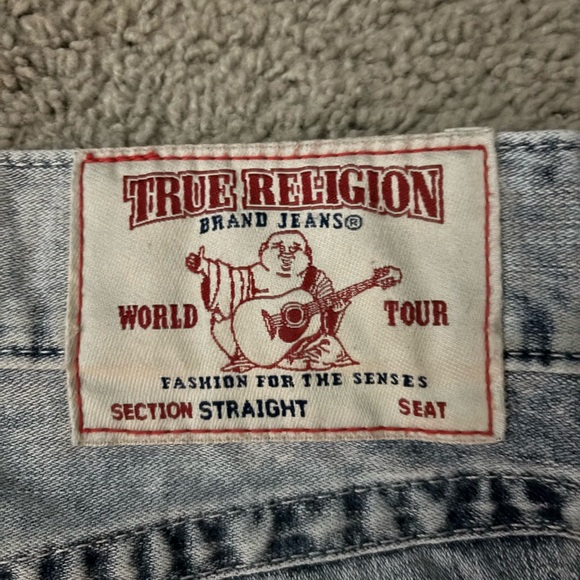 TRUE RELIGION
BRAND JEANS®
WORLD TOUR
FASHION FOR THE SENSES
SECTION STRAIGHT SEAT